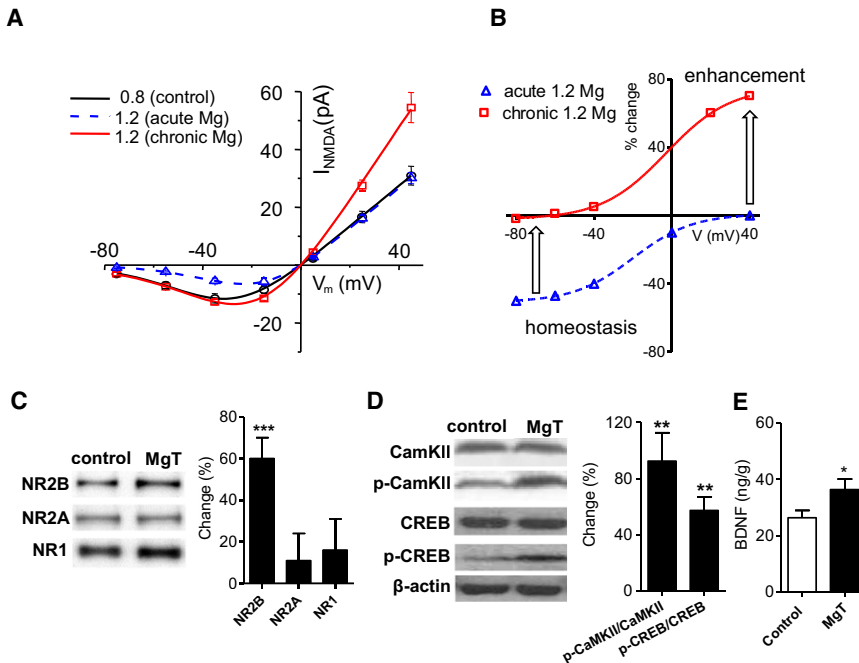 A
0.8 (control)
1.2 (acute Mg)
1.2 (chronic Mg)
I_NMDA (pA)
60
40
20
-20
-80
-40
40
V_m (mV)
B
acute 1.2 Mg
chronic 1.2 Mg
enhancement
homeostasis
% change
80
40
-40
-80
-80
-40
40
V (mV)
C
control MgT
NR2B
NR2A
NR1
Change (%)
80
60
40
20
0
***
NR2B
NR2A
NR1
D
control MgT
CamKII
p-CamKII
CREB
p-CREB
β-actin
Change (%)
120
80
40
0
**
**
p-CaMKII/CaMKII
p-CREB/CREB
E
BDNF (ng/g)
60
40
20
0
*
Control
MgT